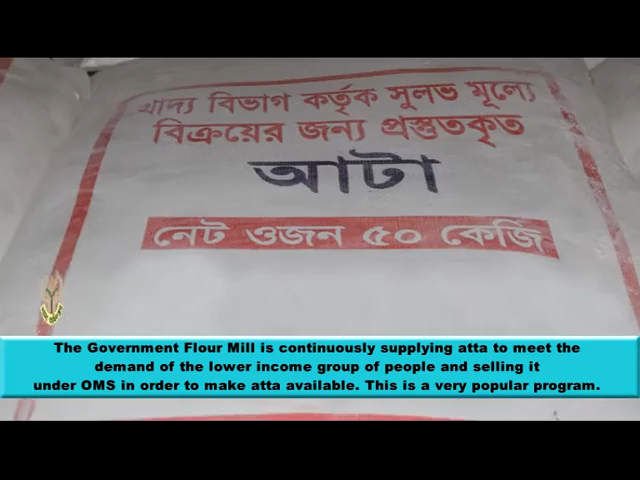 খাদ্য বিভাগ কর্তৃক সুলভ মূল্যে
বিক্রয়ের জন্য প্রস্তুতকৃত
আটা
নেট ওজন ৫০ কেজি
The Government Flour Mill is continuously supplying atta to meet the
demand of the lower income group of people and selling it
under OMS in order to make atta available. This is a very popular program.